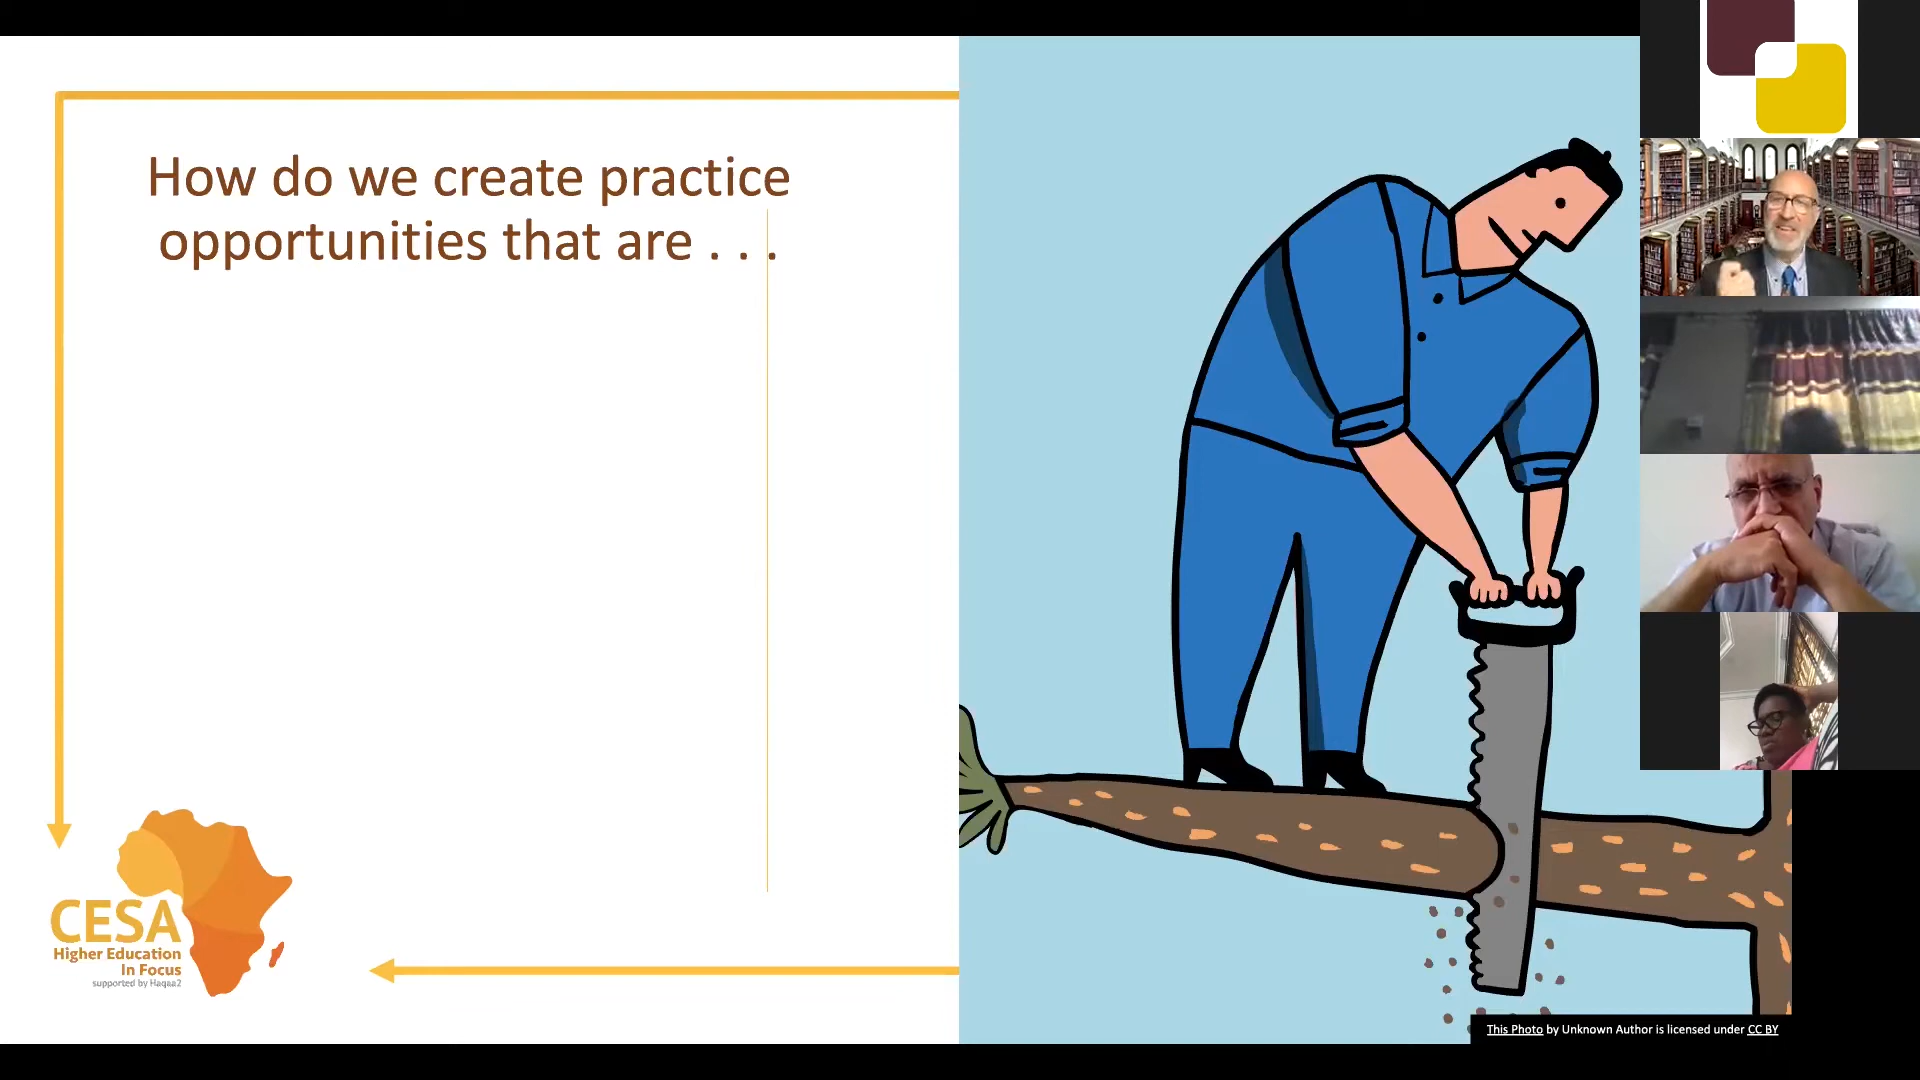 How do we create practice
opportunities that are . . .
CESA
Higher Education
In Focus
supported by Haqaa2
This Photo by Unknown Author is licensed under CC BY